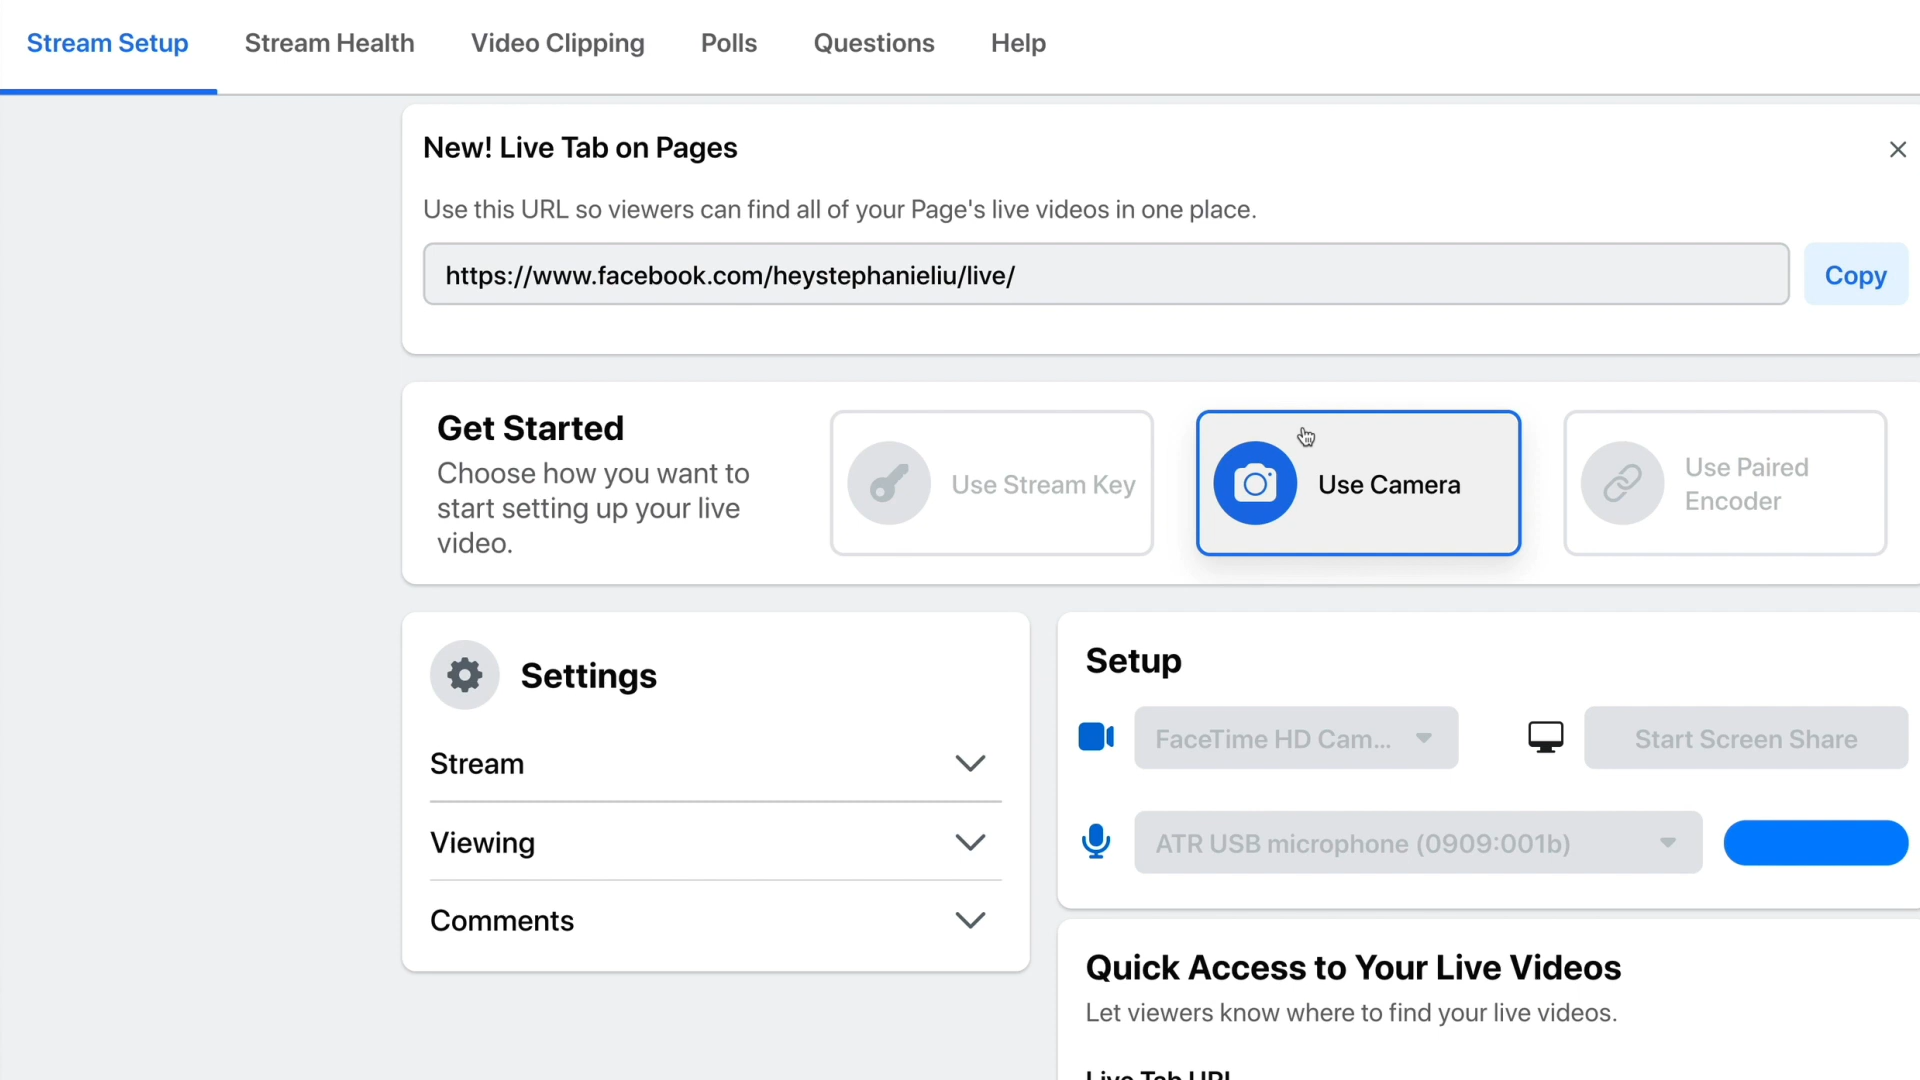 Stream Setup
Stream Health
Video Clipping
Polls
Questions
Help
New! Live Tab on Pages
Use this URL so viewers can find all of your Page's live videos in one place.
https://www.facebook.com/heystephanieliu/live/
Copy
Get Started
Choose how you want to
start setting up your live
video.
Use Stream Key
Use Camera
Use Paired
Encoder
Settings
Stream
Viewing
Comments
Setup
FaceTime HD Cam...
Start Screen Share
ATR USB microphone (0909:001b)
Quick Access to Your Live Videos
Let viewers know where to find your live videos.
Live Tab URL